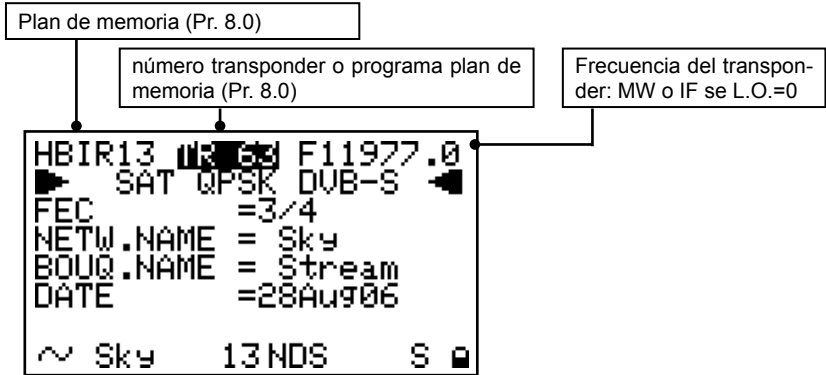 Plan de memoria (Pr. 8.0)
número transponder o programa plan de
memoria (Pr. 8.0)
Frecuencia del transpon-
der: MW o IF se L.O.=0
HBIR13 TR 63 F11977.0
SAT QPSK DVB-S
FEC =3/4
NETW.NAME = Sky
BOUQ.NAME = Stream
DATE =28Aug06
~ Sky 13 NDS S